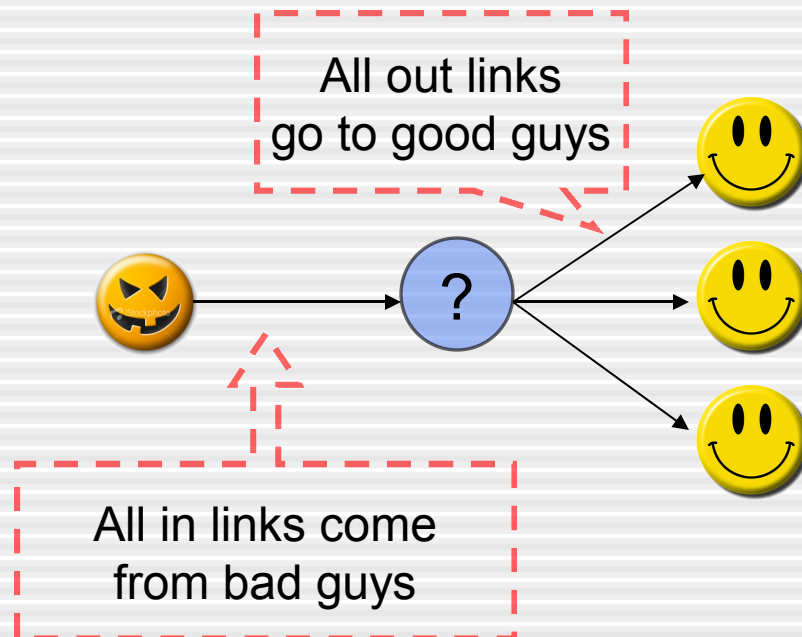 All out links
go to good guys
?
All in links come
from bad guys